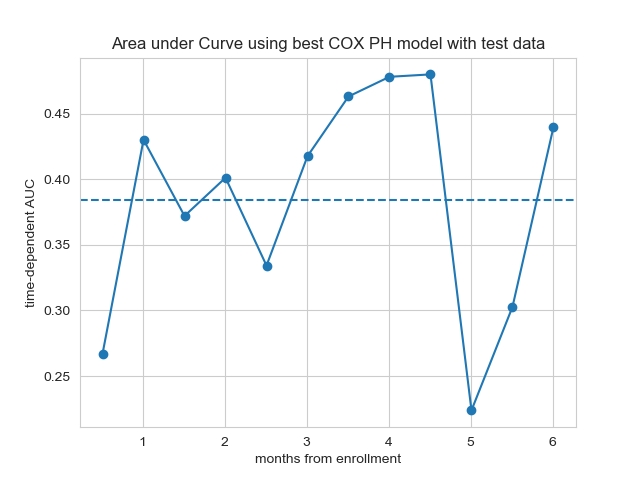 Area under Curve using best COX PH model with test data
time-dependent AUC
0.45
0.40
0.35
0.30
0.25
1 2 3 4 5 6
months from enrollment